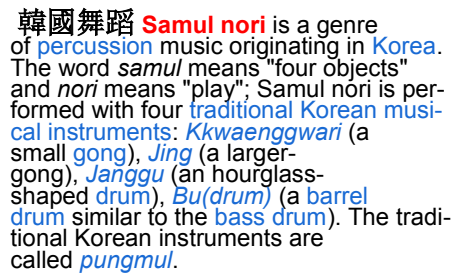 韓國舞蹈 Samul nori is a genre
of percussion music originating in Korea.
The word samul means "four objects"
and nori means "play"; Samul nori is per-
formed with four traditional Korean musi-
cal instruments: Kkwaenggwari (a
small gong), Jing (a larger-
gong), Janggu (an hourglass-
shaped drum), Bu(drum) (a barrel
drum similar to the bass drum). The tradi-
tional Korean instruments are
called pungmul.